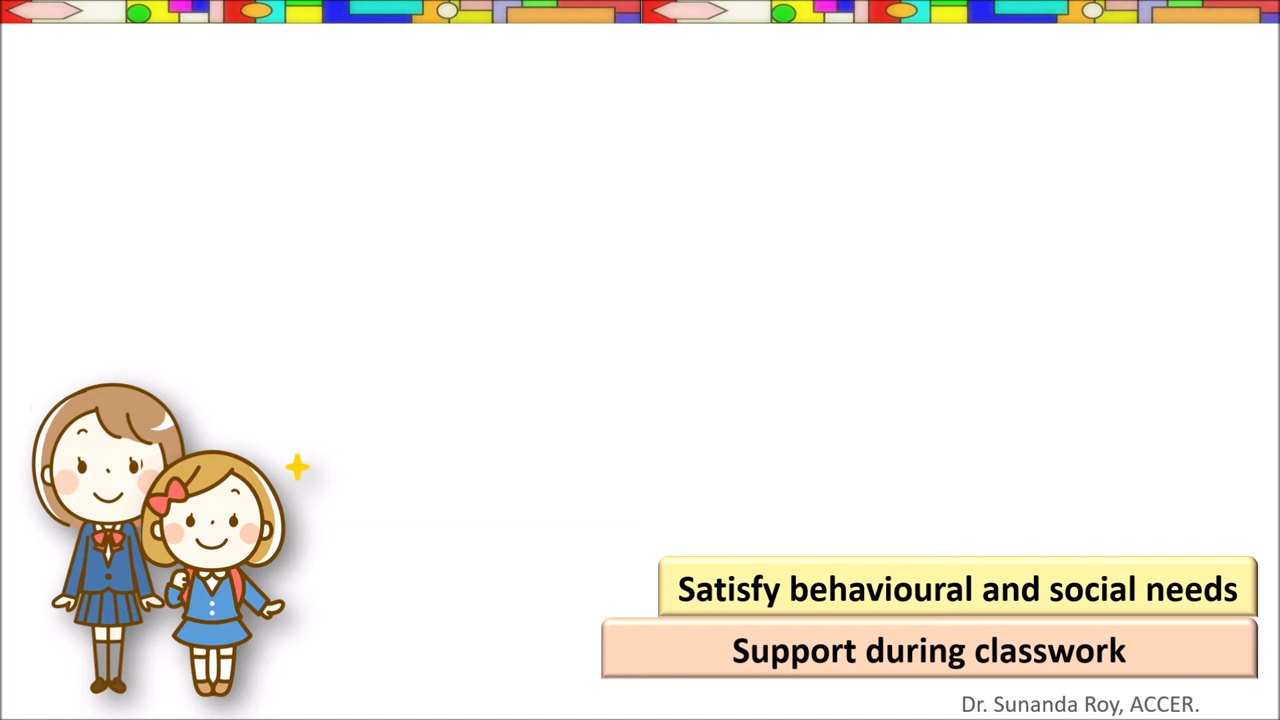 Satisfy behavioural and social needs
Support during classwork
Dr. Sunanda Roy, ACCER.